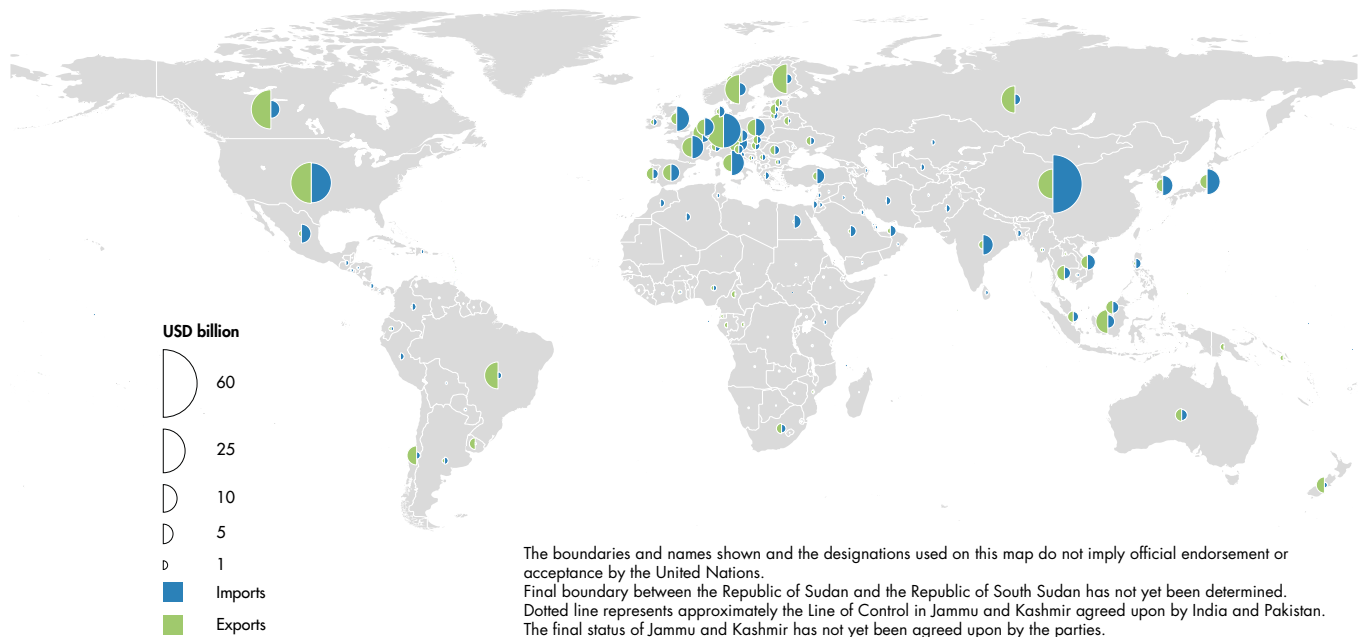 USD billion
60
25
10
5
1
Imports
Exports
The boundaries and names shown and the designations used on this map do not imply official endorsement or
acceptance by the United Nations.
Final boundary between the Republic of Sudan and the Republic of South Sudan has not yet been determined.
Dotted line represents approximately the Line of Control in Jammu and Kashmir agreed upon by India and Pakistan.
The final status of Jammu and Kashmir has not yet been agreed upon by the parties.